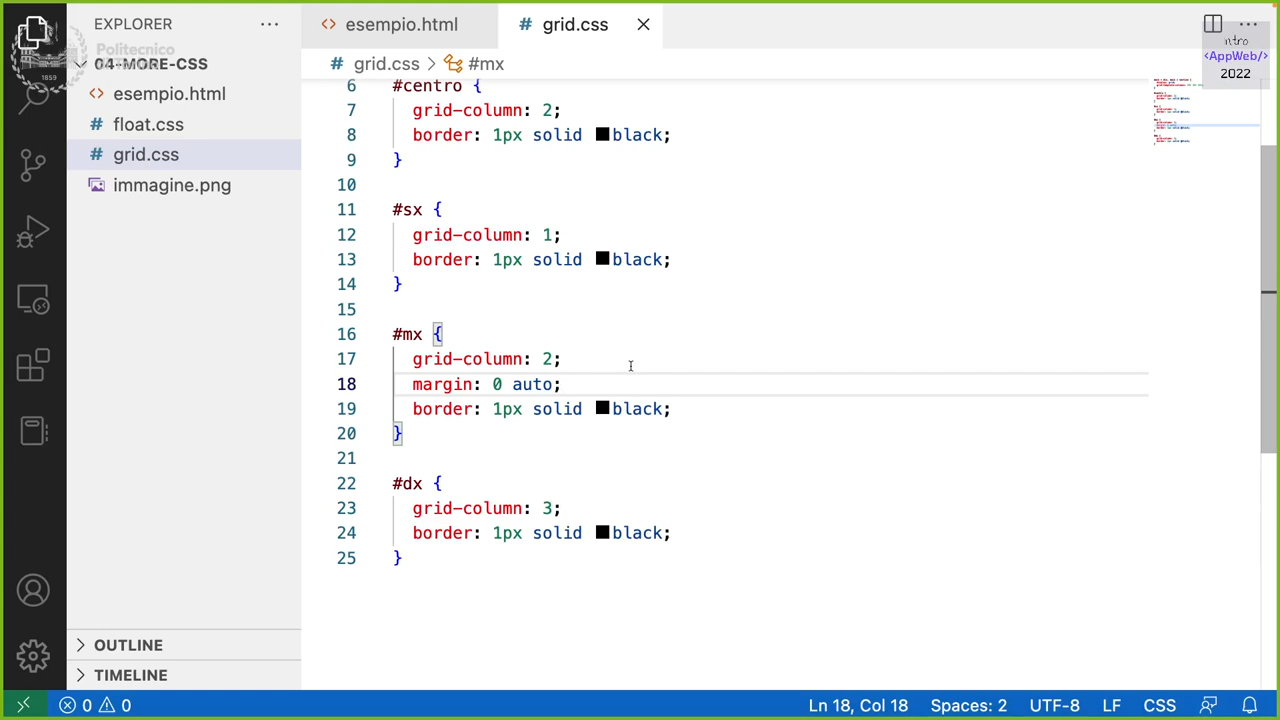 EXPLORER
esempio.html
grid.css
Politecnico
1859
04-MORE-CSS
grid.css
#mx
<AppWeb/>
2022
esempio.html
float.css
grid.css
immagine.png
6 #centro {
7 grid-column: 2;
8 border: 1px solid black;
9 }
10
11 #sx {
12 grid-column: 1;
13 border: 1px solid black;
14 }
15
16 #mx {
17 grid-column: 2;
18 margin: 0 auto;
19 border: 1px solid black;
20 }
21
22 #dx {
23 grid-column: 3;
24 border: 1px solid black;
25 }
OUTLINE
TIMELINE
0 0
Ln 18, Col 18
Spaces: 2
UTF-8
LF
CSS